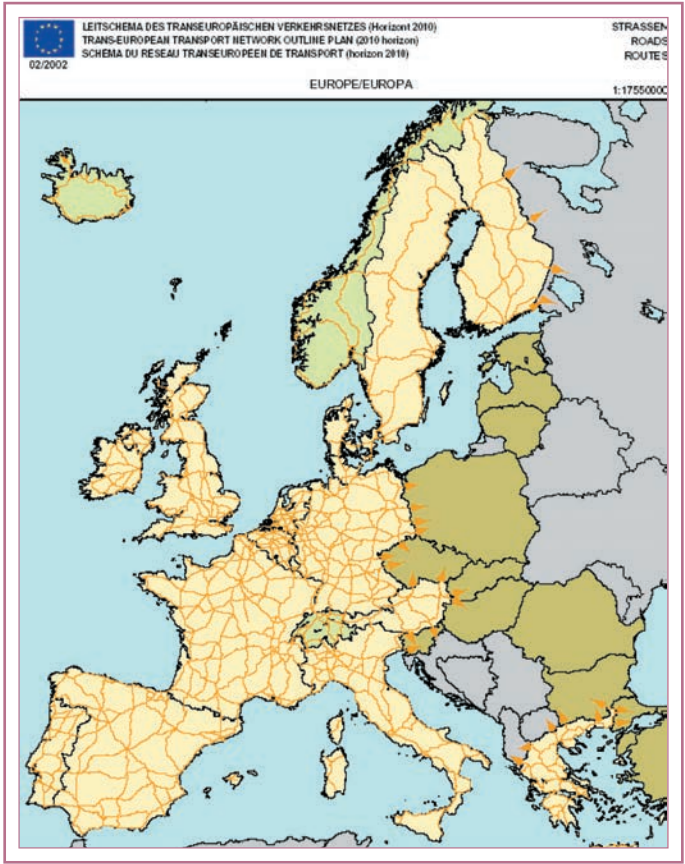 LEITSCHEMA DES TRANSEUROPÄISCHEN VERKEHRSNETZES (Horizont 2010)
TRANS-EUROPEAN TRANSPORT NETWORK OUTLINE PLAN (2010 horizon)
SCHÉMA DU RESEAU TRANSEUROPEEN DE TRANSPORT (horizon 2010)
02/2002
STRASSEN
ROADS
ROUTES
EUROPE/EUROPA
1:17550000